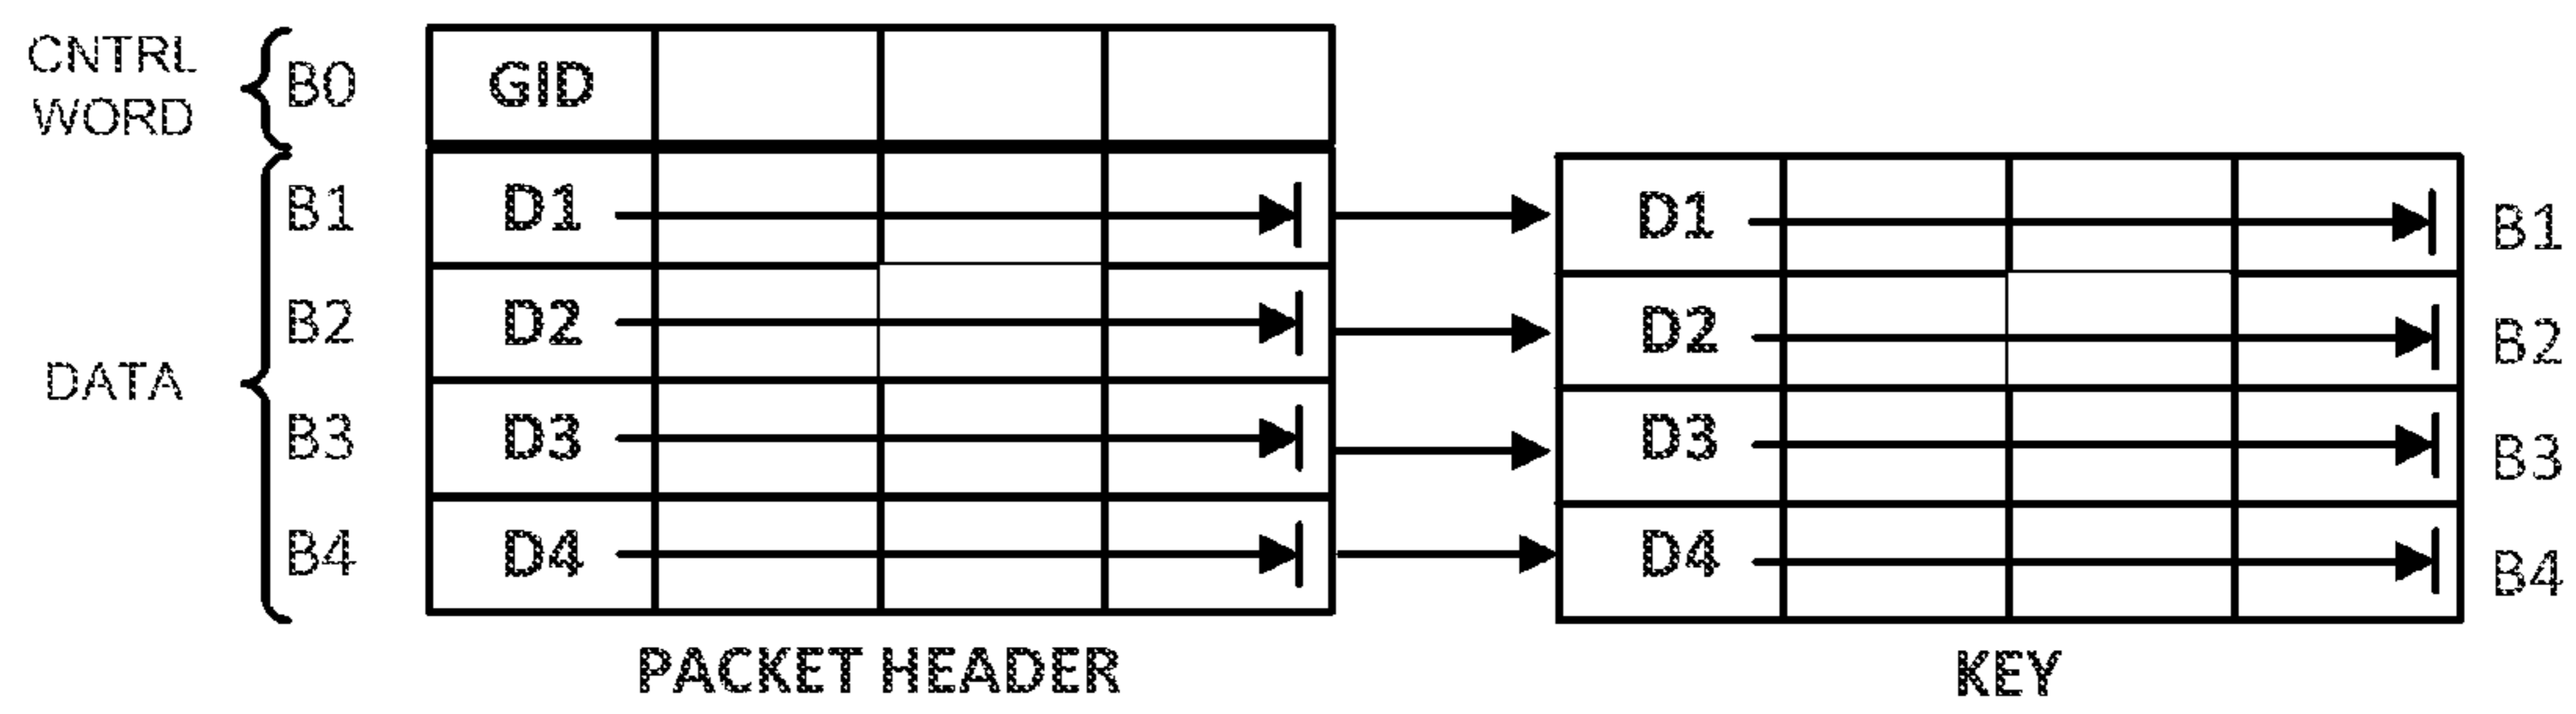 CNTRL
WORD
B0
GID
B1
D1
D1
B1
B2
D2
D2
B2
DATA
B3
D3
D3
B3
B4
D4
D4
B4
PACKET HEADER
KEY